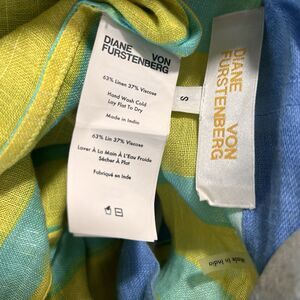 DIANE VON
FURSTENBERG
63% Linen 37% Viscose
Hand Wash Cold
Lay Flat To Dry
Made in India
63% Lin 37% Viscose
Laver À La Main À L'Eau Froide
Sécher À Plat
Fabriqué en Inde
S
DIANE VON
FURSTENBERG
Made in India